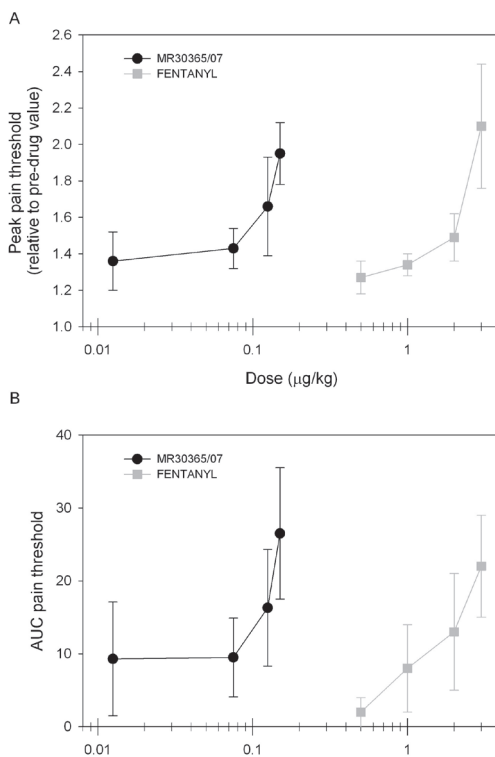 A
2.6
2.4
2.2
2.0
1.8
1.6
1.4
1.2
1.0
Peak pain threshold
(relative to pre-drug value)
MR30365/07
FENTANYL
0.01
0.1
1
Dose (μg/kg)
B
40
30
20
10
0
AUC pain threshold
MR30365/07
FENTANYL
0.01
0.1
1